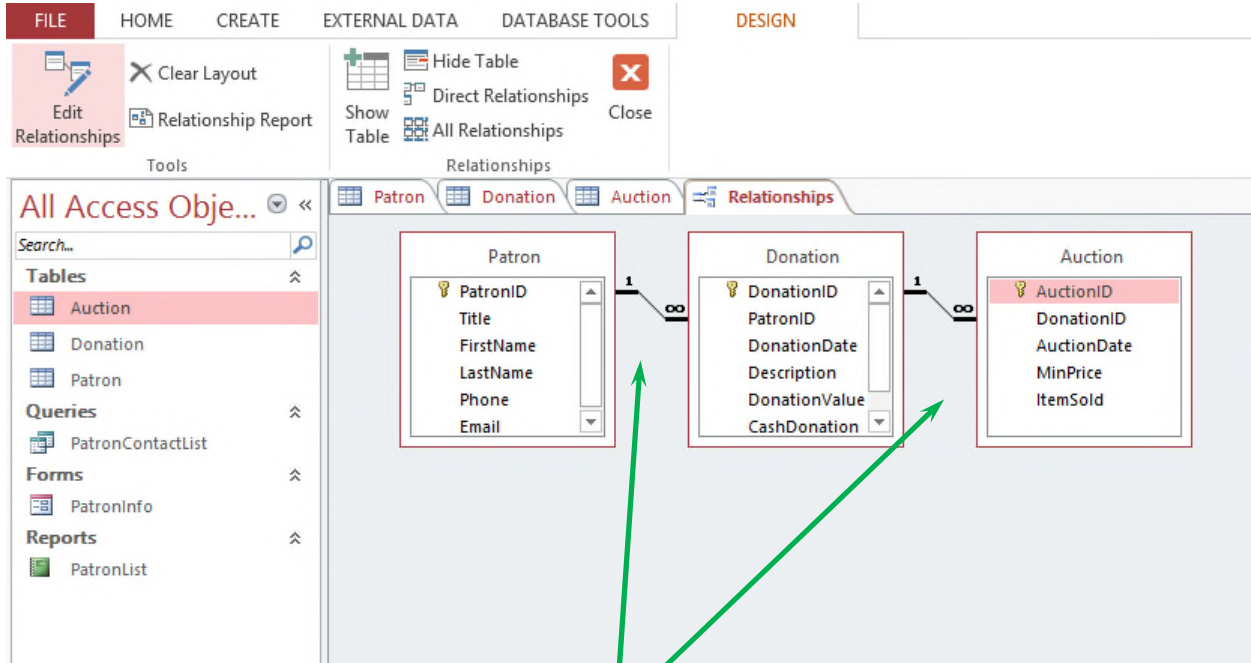 FILE HOME CREATE EXTERNAL DATA DATABASE TOOLS DESIGN
Edit Relationships
Clear Layout
Relationship Report
Tools
Show Table
Hide Table
Direct Relationships
All Relationships
Close
Relationships
All Access Obje... «
Search...
Tables
Auction
Donation
Patron
Queries
PatronContactList
Forms
PatronInfo
Reports
PatronList
Patron Donation Auction Relationships
Patron
PatronID
Title
FirstName
LastName
Phone
Email
1 ∞
Donation
DonationID
PatronID
DonationDate
Description
DonationValue
CashDonation
1 ∞
Auction
AuctionID
DonationID
AuctionDate
MinPrice
ItemSold